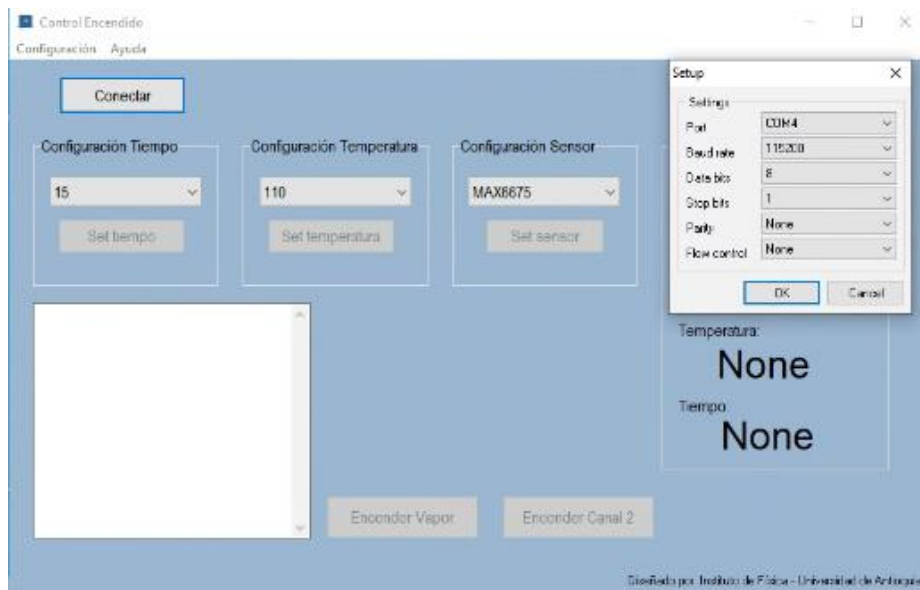 Control Encendido
Configuración Ayuda
Conectar
Configuración Tiempo
15
Set tiempo
Configuración Temperatura
110
Set temperatura
Configuración Sensor
MAX6675
Set sensor
Setup
Settings
Port COM4
Baud rate 115200
Data bits 8
Stop bits 1
Parity None
Flow control None
OK Cancel
Temperatura:
None
Tiempo:
None
Encender Vapor
Encender Canal 2
Diseñado por: Instituto de Física - Universidad de Antioquia